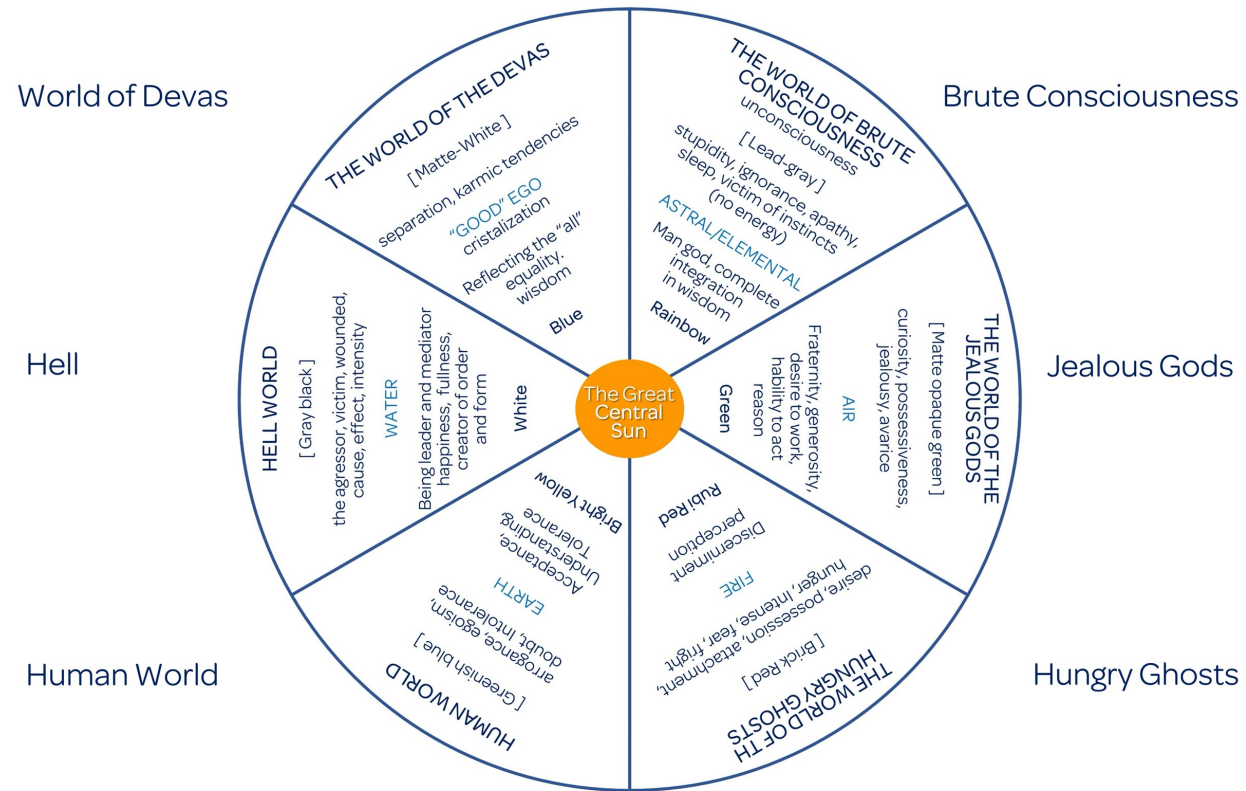 World of Devas
Brute Consciousness
Hell
Jealous Gods
Human World
Hungry Ghosts
THE WORLD OF THE DEVAS
[ Matte-White ]
separation, karmic tendencies
“GOOD” EGO
cristalization
Reflecting the “all”
equality.
wisdom
Blue
THE WORLD OF BRUTE
CONSCIOUSNESS
unconsciousness
[ Lead-gray ]
stupidity, ignorance, apathy,
sleep, victim of instincts
(no energy)
ASTRAL/ELEMENTAL
Man god, complete
integration
in wisdom
Rainbow
THE WORLD OF THE
JEALOUS GODS
[ Matte opaque green ]
curiosity, possessiveness,
jealousy, avarice
AIR
Fraternity, generosity,
desire to work,
hability to act
reason
Green
THE WORLD OF TH
HUNGRY GHOSTS
[ Brick Red ]
desire, possession, attachment,
hunger, Intense, fear, fright
FIRE
Discerniment
perception
Rubi Red
HUMAN WORLD
[ Greenish blue ]
arrogance, egoism,
doubt, Intolerance
EARTH
Acceptance,
Understanding
Tolerance
Bright Yellow
HELL WORLD
[ Gray black ]
the agressor, victim, wounded,
cause, effect, intensity
WATER
Being leader and mediator
happiness, fullness,
creator of order
and form
White
The Great
Central
Sun